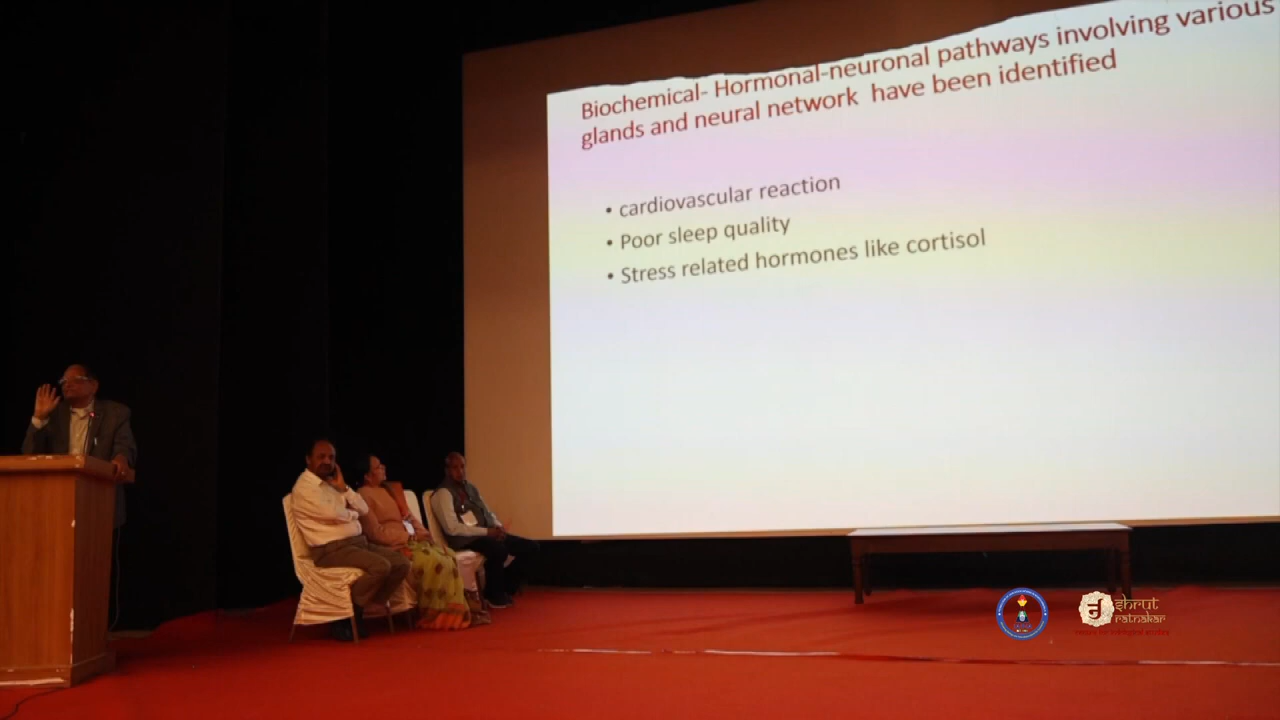 Biochemical- Hormonal-neuronal pathways involving various
glands and neural network have been identified
• cardiovascular reaction
• Poor sleep quality
• Stress related hormones like cortisol
shrut
ratnakar